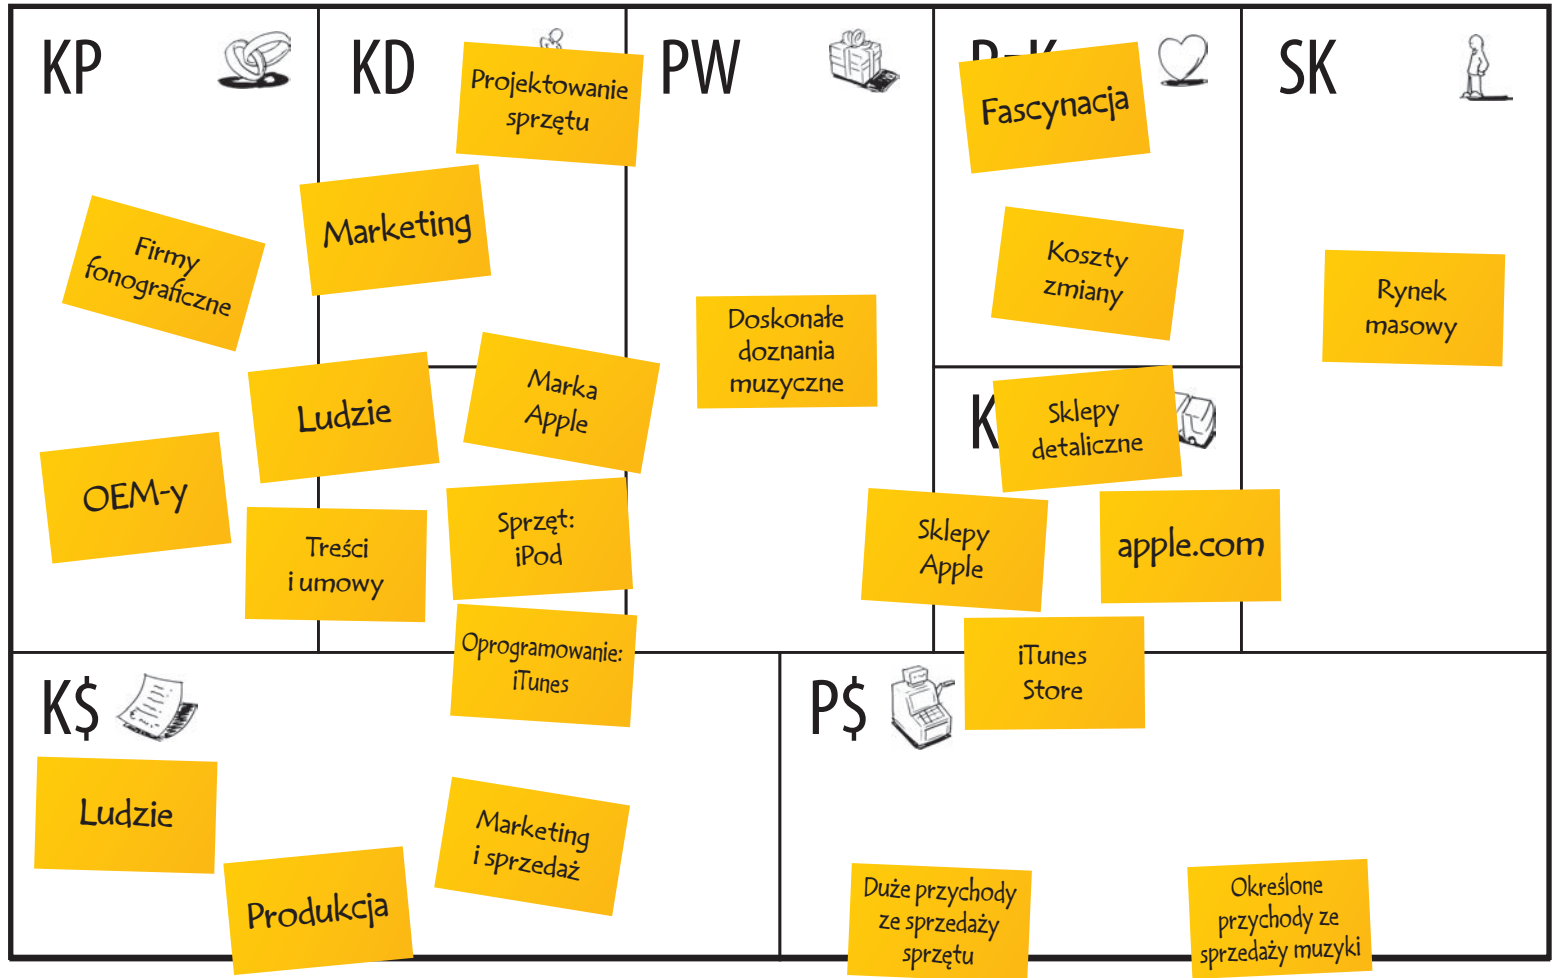 KP
Firmy
fonograficzne
OEM-y
KD
Projektowanie
sprzętu
Marketing
Ludzie
Marka
Apple
Treści
i umowy
Sprzęt:
iPod
Oprogramowanie:
iTunes
PW
Doskonałe
doznania
muzyczne
Fascynacja
Koszty
zmiany
K
Sklepy
detaliczne
Sklepy
Apple
apple.com
iTunes
Store
SK
Rynek
masowy
K$
Ludzie
Produkcja
Marketing
i sprzedaż
P$
Duże przychody
ze sprzedaży
sprzętu
Określone
przychody ze
sprzedaży muzyki